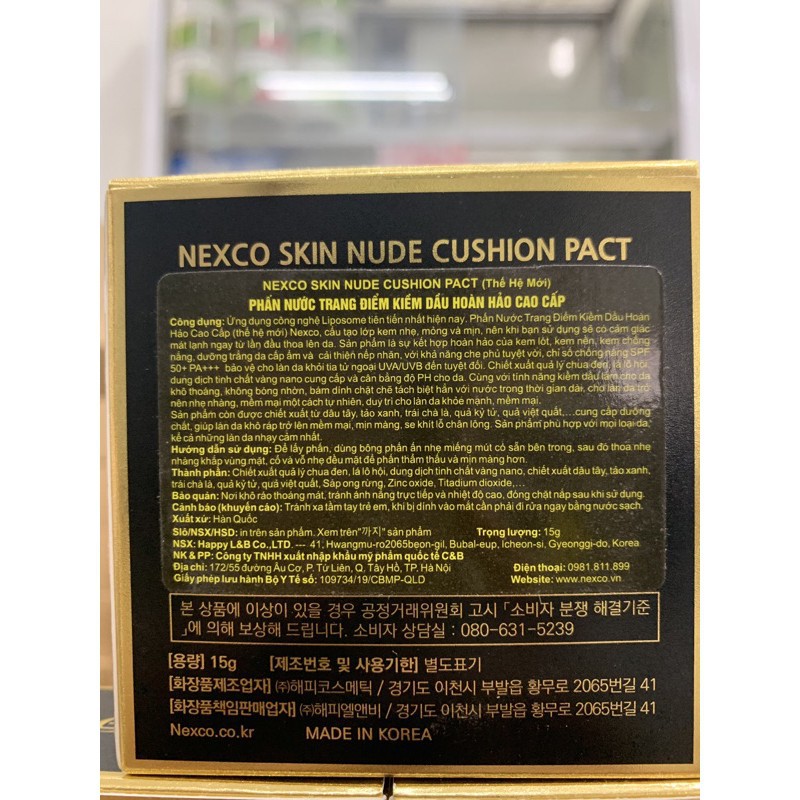 NEXCO SKIN NUDE CUSHION PACT
NEXCO SKIN NUDE CUSHION PACT (Thế Hệ Mới)
PHẤN NƯỚC TRANG ĐIỂM KIỀM DẦU HOÀN HẢO CAO CẤP
Công dụng: Ứng dụng công nghệ Liposome tiên tiến nhất hiện nay. Phấn Nước Trang Điểm Kiềm Dầu Hoàn
Hảo Cao Cấp (thế hệ mới) Nexco, cấu tạo lớp kem nhẹ, mỏng và mịn, nên khi bạn sử dụng sẽ có cảm giác
mát lạnh ngay từ lần đầu thoa lên da. Sản phẩm là sự kết hợp hoàn hảo của kem lót, kem nền, kem chống
nắng, dưỡng trắng da cấp ẩm và cải thiện nếp nhăn, với khả năng che phủ tuyệt vời, chỉ số chống nắng SPF
50+ PA+++ bảo vệ cho làn da khỏi tia tử ngoại UVA/UVB đến tuyệt đối. Chiết xuất quả lý chua đen, lá lô hội,
dung dịch tinh chất vàng nano cung cấp và cân bằng độ PH cho da. Cùng với tính năng kiềm dầu làm cho da
khô thoáng, không bóng nhờn, bám dính chặt chẽ tách biệt hẳn với nước trong thời gian dài, cho làn da trở
nên nhẹ nhàng, mềm mại một cách tự nhiên, duy trì cho làn da khỏe mạnh, mềm mại.
Sản phẩm còn được chiết xuất từ dâu tây, táo xanh, trái chà là, quả kỷ tử, quả việt quất,....cung cấp dưỡng
chất, giúp làn da không ráp trở lên mềm mại, mịn màng, se khít lỗ chân lông. Sản phẩm phù hợp với mọi loại da,
kể cả những làn da nhạy cảm nhất.
Hướng dẫn sử dụng: Để lấy phấn, dùng bông phấn ấn nhẹ miếng mút có sẵn bên trong, sau đó thoa nhẹ
nhàng khắp vùng mặt, cổ và vỗ nhẹ đều mặt để phấn thẩm thấu và mịn màng hơn.
Thành phần: Chiết xuất quả lý chua đen, lá lô hội, dung dịch tinh chất vàng nano, chiết xuất dâu tây, táo xanh,
trái chà là, quả kỷ tử, quả việt quất, Sáp ong rừng, Zinc oxide, Titadium dioxide,...
Bảo quản: Nơi khô ráo thoáng mát, tránh ánh nắng trực tiếp và nhiệt độ cao, đóng chặt nắp sau khi sử dụng.
Cảnh báo (khuyến cáo): Tránh xa tầm tay trẻ em, khi bị dính vào mắt cần phải đi rửa ngay bằng nước sạch.
Xuất xứ: Hàn Quốc
Slô/NSX/HSD: in trên sản phẩm. Xem trên"까지" sản phẩm Trọng lượng: 15g
NSX: Happy L&B Co.,LTD. --- 41, Hwangmu-ro2065beon-gil, Bubal-eup, Icheon-si, Gyeonggi-do, Korea
NK & PP: Công ty TNHH xuất nhập khẩu mỹ phẩm quốc tế C&B
Địa chỉ: 172/55 đường Âu Cơ, P. Tứ Liên, Q. Tây Hồ, TP. Hà Nội Điện thoại: 0981.811.899
Giấy phép lưu hành Bộ Y Tế số: 109734/19/CBMP-QLD Website: www.nexco.vn
본 상품에 이상이 있을 경우 공정거래위원회 고시 「소비자 분쟁 해결기준
」에 의해 보상해 드립니다. 소비자 상담실 : 080-631-5239
[용량] 15g [제조번호 및 사용기한] 별도표기
[화장품제조업자] ㈜해피코스메틱 / 경기도 이천시 부발읍 황무로 2065번길 41
[화장품책임판매업자] ㈜해피엘앤비 / 경기도 이천시 부발읍 황무로 2065번길 41
Nexco.co.kr MADE IN KOREA